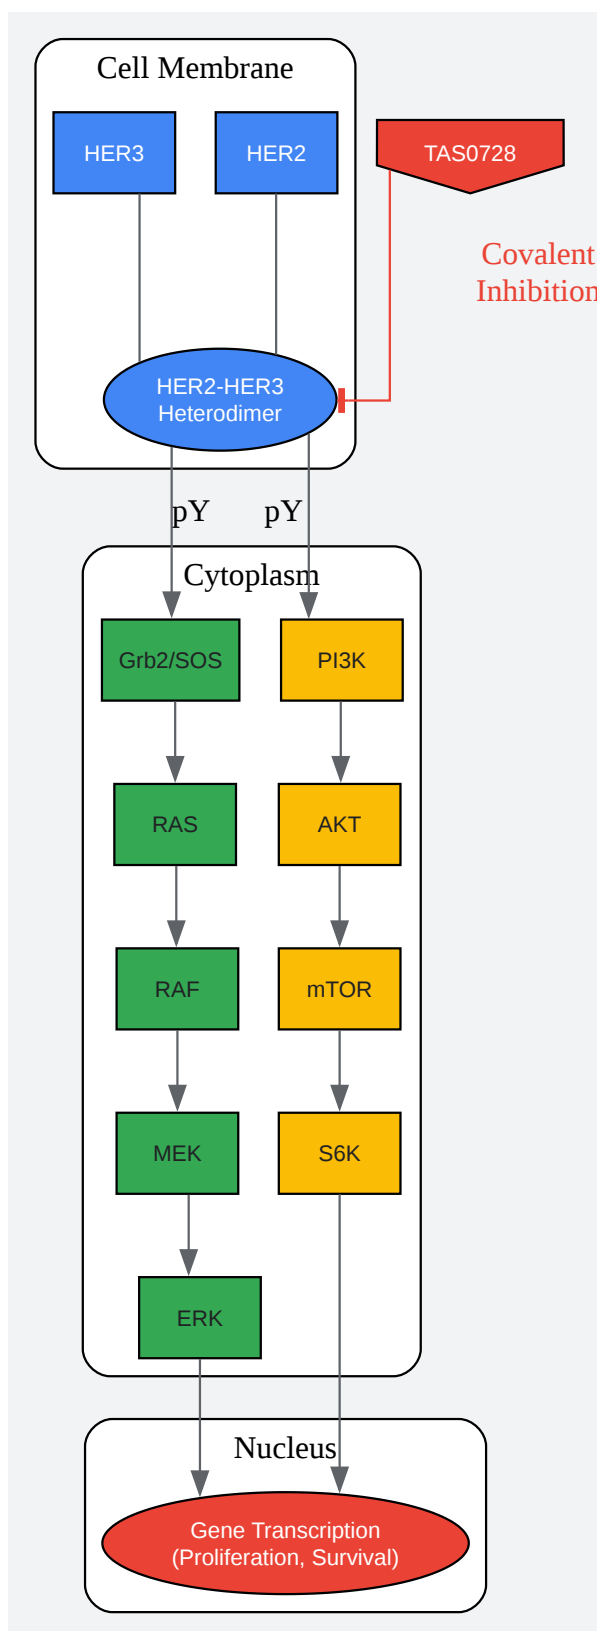 Cell Membrane
HER3
HER2
TAS0728
Covalent
Inhibition
HER2-HER3
Heterodimer
pY
pY
Cytoplasm
Grb2/SOS
PI3K
RAS
AKT
RAF
mTOR
MEK
S6K
ERK
Nucleus
Gene Transcription
(Proliferation, Survival)